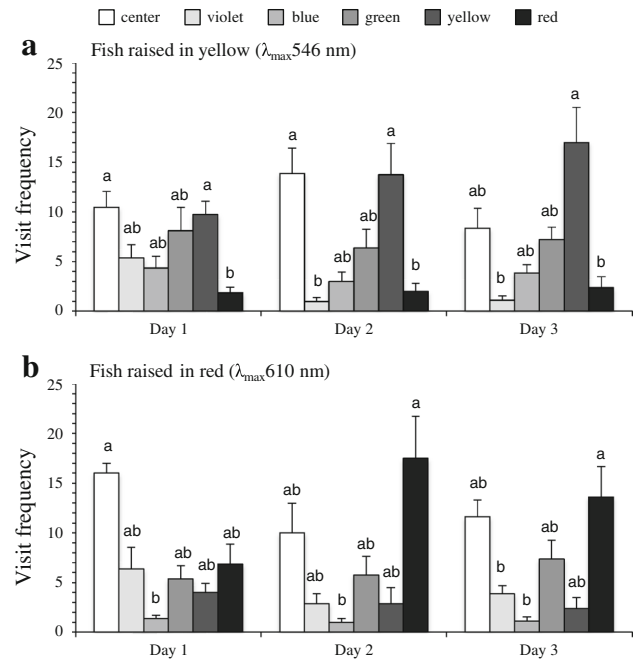 center violet blue green yellow red
a Fish raised in yellow (λmax546 nm)
Visit frequency
25
20
15
10
5
0
a ab ab ab a b
a b ab ab a b
ab b ab ab a b
Day 1 Day 2 Day 3
b Fish raised in red (λmax610 nm)
Visit frequency
25
20
15
10
5
0
a ab b ab ab ab
ab ab b ab ab a
ab b b ab ab a
Day 1 Day 2 Day 3